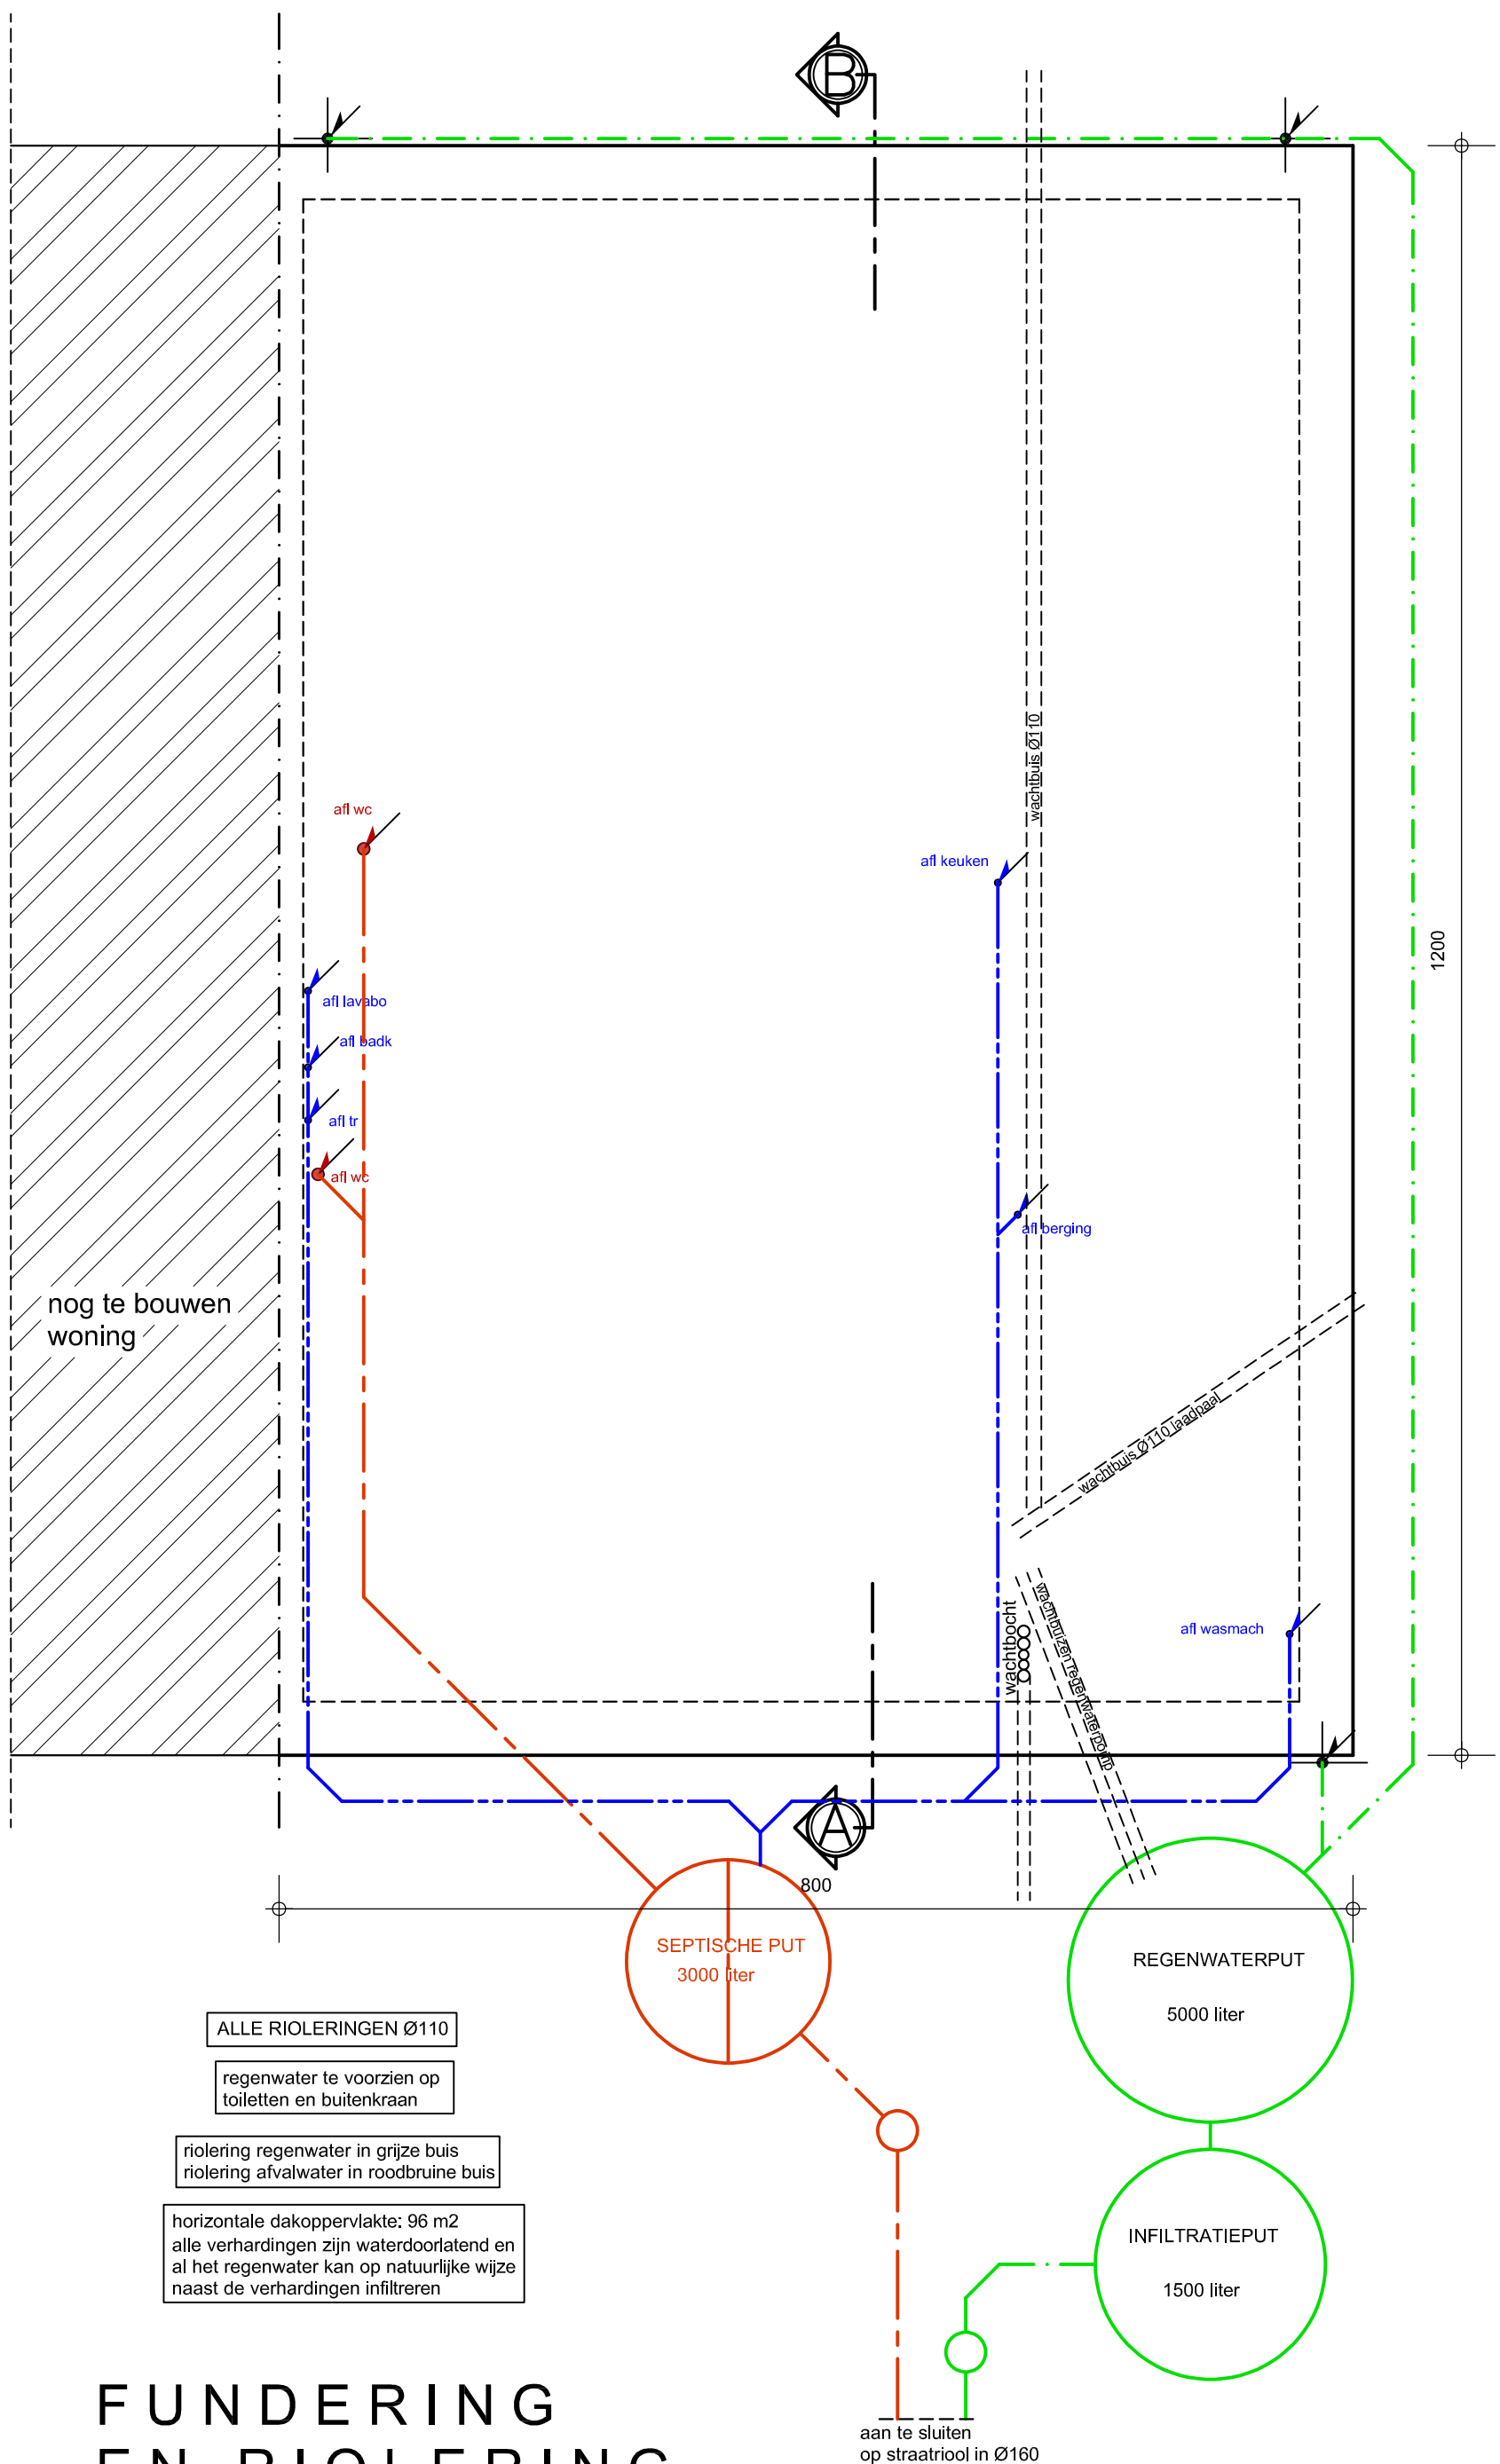 B
wachtbuis Ø110
afl wc
afl keuken
1200
afl lavabo
afl badk
afl tr
afl wc
afl berging
nog te bouwen
woning
wachtbuis Ø110 laadpaal
wachtbocht
wachtbuizen regenwaterpomp
afl wasmach
A
800
SEPTISCHE PUT
3000 liter
REGENWATERPUT
5000 liter
ALLE RIOLERINGEN Ø110
regenwater te voorzien op
toiletten en buitenkraan
riolering regenwater in grijze buis
riolering afvalwater in roodbruine buis
horizontale dakoppervlakte: 96 m2
alle verhardingen zijn waterdoorlatend en
al het regenwater kan op natuurlijke wijze
naast de verhardingen infiltreren
INFILTRATIEPUT
1500 liter
FUNDERING
EN RIOLERING
aan te sluiten
op straatriool in Ø160